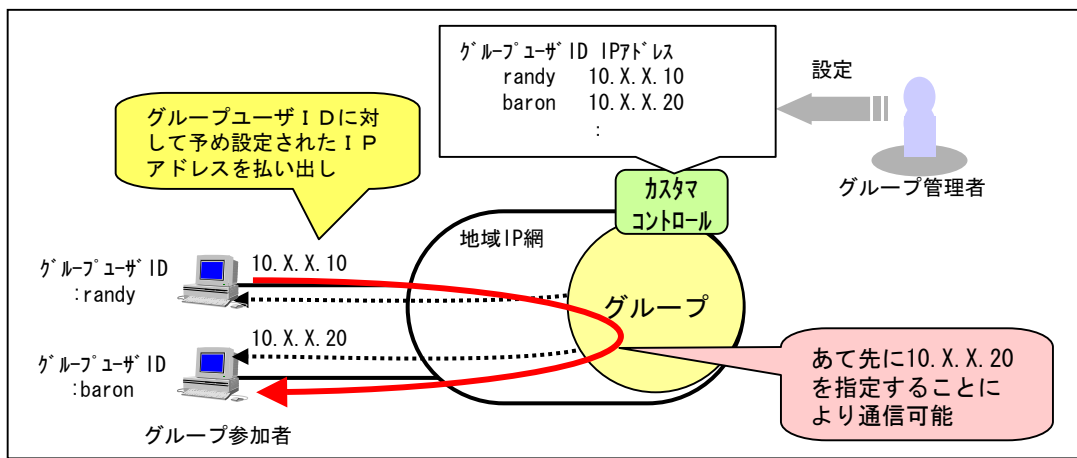 グループユーザID IPアドレス
randy 10.X.X.10
baron 10.X.X.20
:
設定
グループ管理者
グループユーザIDに対
して予め設定されたIP
アドレスを払い出し
カスタマ
コントロール
地域IP網
グループユーザID
:randy
10.X.X.10
グループ
10.X.X.20
グループユーザID
:baron
あて先に10.X.X.20
を指定することに
より通信可能
グループ参加者